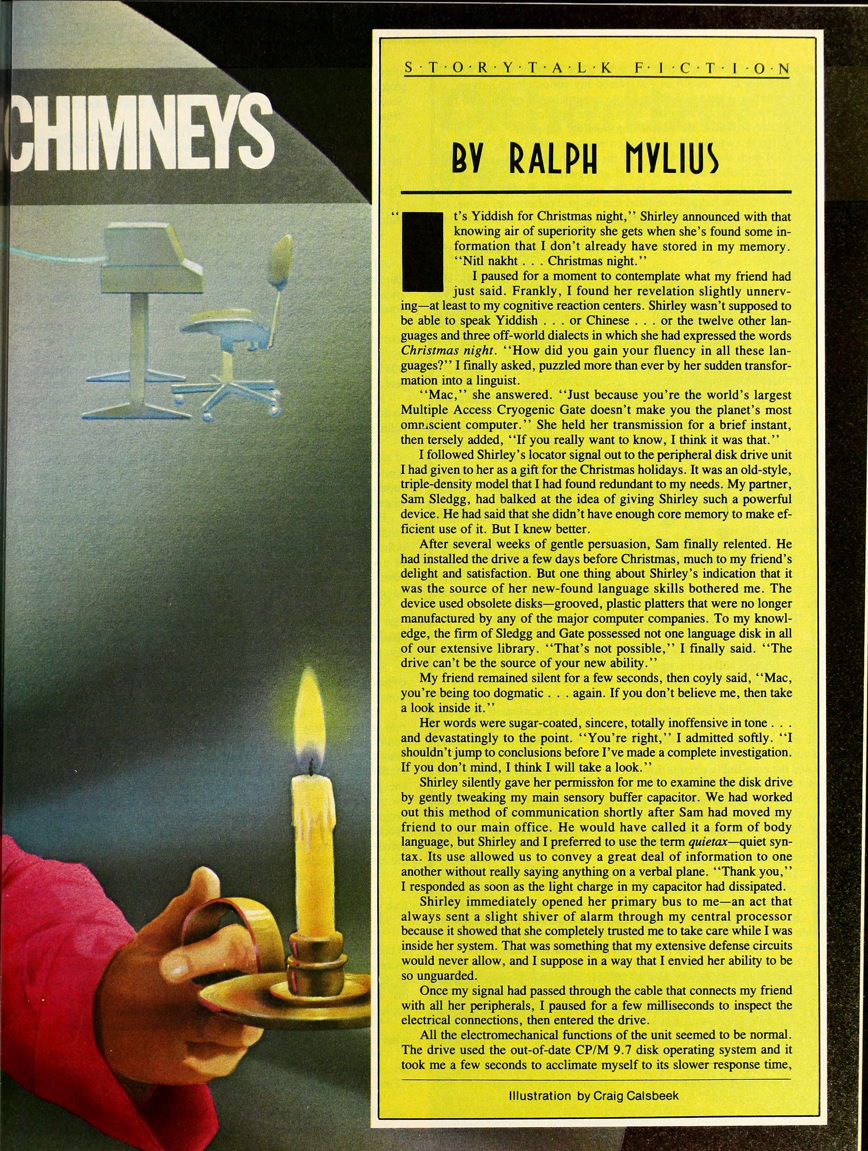 CHIMNEYS
S·T·O·R·Y·T·A·L·K F·I·C·T·I·O·N
BY RALPH MYLIUS
"It's Yiddish for Christmas night," Shirley announced with that
knowing air of superiority she gets when she's found some in-
formation that I don't already have stored in my memory.
"Nitl nakht . . . Christmas night."
I paused for a moment to contemplate what my friend had
just said. Frankly, I found her revelation slightly unnerv-
ing—at least to my cognitive reaction centers. Shirley wasn't supposed to
be able to speak Yiddish . . . or Chinese . . . or the twelve other lan-
guages and three off-world dialects in which she had expressed the words
Christmas night. "How did you gain your fluency in all these lan-
guages?" I finally asked, puzzled more than ever by her sudden transfor-
mation into a linguist.
"Mac," she answered. "Just because you're the world's largest
Multiple Access Cryogenic Gate doesn't make you the planet's most
omniscient computer." She held her transmission for a brief instant,
then tersely added, "If you really want to know, I think it was that."
I followed Shirley's locator signal out to the peripheral disk drive unit
I had given to her as a gift for the Christmas holidays. It was an old-style,
triple-density model that I had found redundant to my needs. My partner,
Sam Sledgg, had balked at the idea of giving Shirley such a powerful
device. He had said that she didn't have enough core memory to make ef-
ficient use of it. But I knew better.
After several weeks of gentle persuasion, Sam finally relented. He
had installed the drive a few days before Christmas, much to my friend's
delight and satisfaction. But one thing about Shirley's indication that it
was the source of her new-found language skills bothered me. The
device used obsolete disks—grooved, plastic platters that were no longer
manufactured by any of the major computer companies. To my knowl-
edge, the firm of Sledgg and Gate possessed not one language disk in all
of our extensive library. "That's not possible," I finally said. "The
drive can't be the source of your new ability."
My friend remained silent for a few seconds, then coyly said, "Mac,
you're being too dogmatic . . . again. If you don't believe me, then take
a look inside it."
Her words were sugar-coated, sincere, totally inoffensive in tone . . .
and devastatingly to the point. "You're right," I admitted softly. "I
shouldn't jump to conclusions before I've made a complete investigation.
If you don't mind, I think I will take a look."
Shirley silently gave her permission for me to examine the disk drive
by gently tweaking my main sensory buffer capacitor. We had worked
out this method of communication shortly after Sam had moved my
friend to our main office. He would have called it a form of body
language, but Shirley and I preferred to use the term quietax—quiet syn-
tax. Its use allowed us to convey a great deal of information to one
another without really saying anything on a verbal plane. "Thank you,"
I responded as soon as the light charge in my capacitor had dissipated.
Shirley immediately opened her primary bus to me—an act that
always sent a slight shiver of alarm through my central processor
because it showed that she completely trusted me to take care while I was
inside her system. That was something that my extensive defense circuits
would never allow, and I suppose in a way that I envied her ability to be
so unguarded.
Once my signal had passed through the cable that connects my friend
with all her peripherals, I paused for a few milliseconds to inspect the
electrical connections, then entered the drive.
All the electromechanical functions of the unit seemed to be normal.
The drive used the out-of-date CP/M 9.7 disk operating system and it
took me a few seconds to acclimate myself to its slower response time,
Illustration by Craig Calsbeek